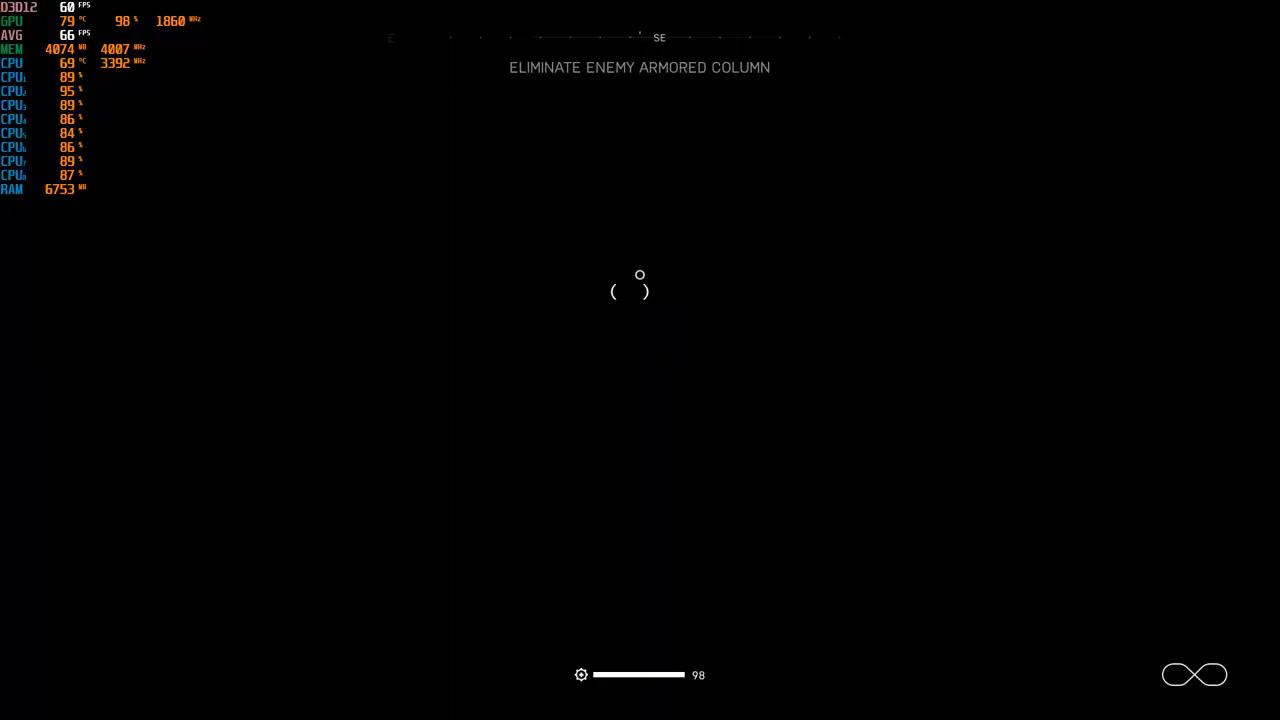 D3D12 60 FPS
GPU 79 °C 98 % 1860 MHz
AVG 66 FPS
MEM 4074 MB 4007 MHz
CPU 69 °C 3392 MHz
CPU1 89 %
CPU2 95 %
CPU3 89 %
CPU4 86 %
CPU5 84 %
CPU6 86 %
CPU7 89 %
CPU8 87 %
RAM 6753 MB
E SE
ELIMINATE ENEMY ARMORED COLUMN
98